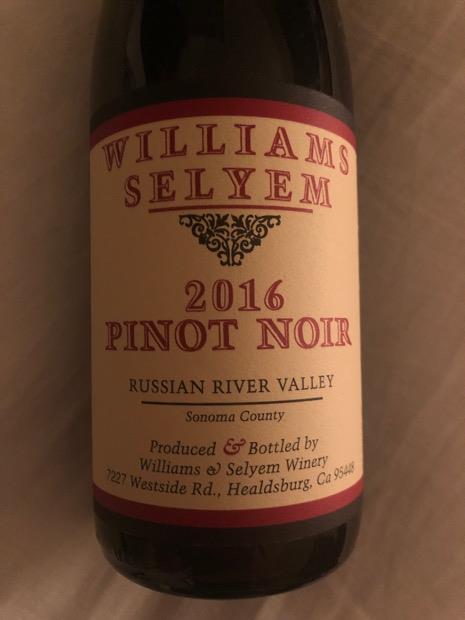 WILLIAMS
SELYEM
2016
PINOT NOIR
RUSSIAN RIVER VALLEY
Sonoma County
Produced & Bottled by
Williams & Selyem Winery
7227 Westside Rd., Healdsburg, Ca 95448